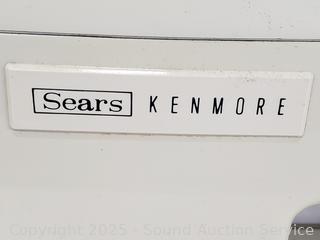 Sears KENMORE
Copyright 2025 - Sound Auction Service